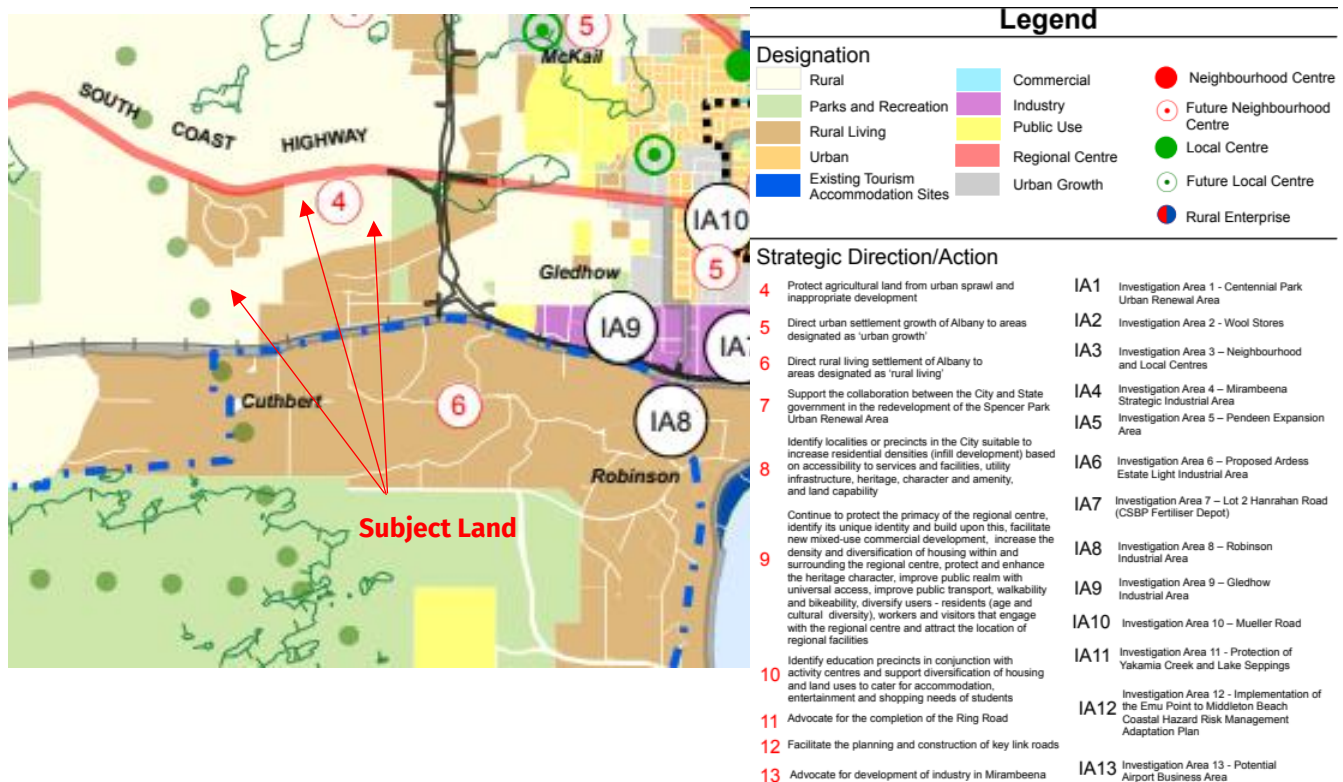 5
McKail
SOUTH
COAST
HIGHWAY
4
IA10
5
Gledhow
IA9
Cuthbert
6
IA8
Robinson
Subject Land
Legend
Designation
Rural
Parks and Recreation
Rural Living
Urban
Existing Tourism
Accommodation Sites
Commercial
Industry
Public Use
Regional Centre
Urban Growth
Neighbourhood Centre
Future Neighbourhood
Centre
Local Centre
Future Local Centre
Rural Enterprise
Strategic Direction/Action
4 Protect agricultural land from urban sprawl and
inappropriate development
5 Direct urban settlement growth of Albany to areas
designated as 'urban growth'
6 Direct rural living settlement of Albany to
areas designated as 'rural living'
7 Support the collaboration between the City and State
government in the redevelopment of the Spencer Park
Urban Renewal Area
8 Identify localities or precincts in the City suitable to
increase residential densities (infill development) based
on accessibility to services and facilities, utility
infrastructure, heritage, character and amenity,
and land capability
9 Continue to protect the primacy of the regional centre,
identify its unique identity and build upon this, facilitate
new mixed-use commercial development, increase the
density and diversification of housing within and
surrounding the regional centre, protect and enhance
the heritage character, improve public realm with
universal access, improve public transport, walkability
and bikeability, diversify users - residents (age and
cultural diversity), workers and visitors that engage
with the regional centre and attract the location of
regional facilities
10 Identify education precincts in conjunction with
activity centres and support diversification of housing
and land uses to cater for accommodation,
entertainment and shopping needs of students
11 Advocate for the completion of the Ring Road
12 Facilitate the planning and construction of key link roads
13 Advocate for development of industry in Mirambeena
IA1 Investigation Area 1 - Centennial Park
Urban Renewal Area
IA2 Investigation Area 2 - Wool Stores
IA3 Investigation Area 3 – Neighbourhood
and Local Centres
IA4 Investigation Area 4 – Mirambeena
Strategic Industrial Area
IA5 Investigation Area 5 – Pendeen Expansion
Area
IA6 Investigation Area 6 – Proposed Ardess
Estate Light Industrial Area
IA7 Investigation Area 7 – Lot 2 Hanrahan Road
(CSBP Fertiliser Depot)
IA8 Investigation Area 8 – Robinson
Industrial Area
IA9 Investigation Area 9 – Gledhow
Industrial Area
IA10 Investigation Area 10 – Mueller Road
IA11 Investigation Area 11 - Protection of
Yakamia Creek and Lake Seppings
IA12 Investigation Area 12 - Implementation of
the Emu Point to Middleton Beach
Coastal Hazard Risk Management
Adaptation Plan
IA13 Investigation Area 13 - Potential
Airport Business Area